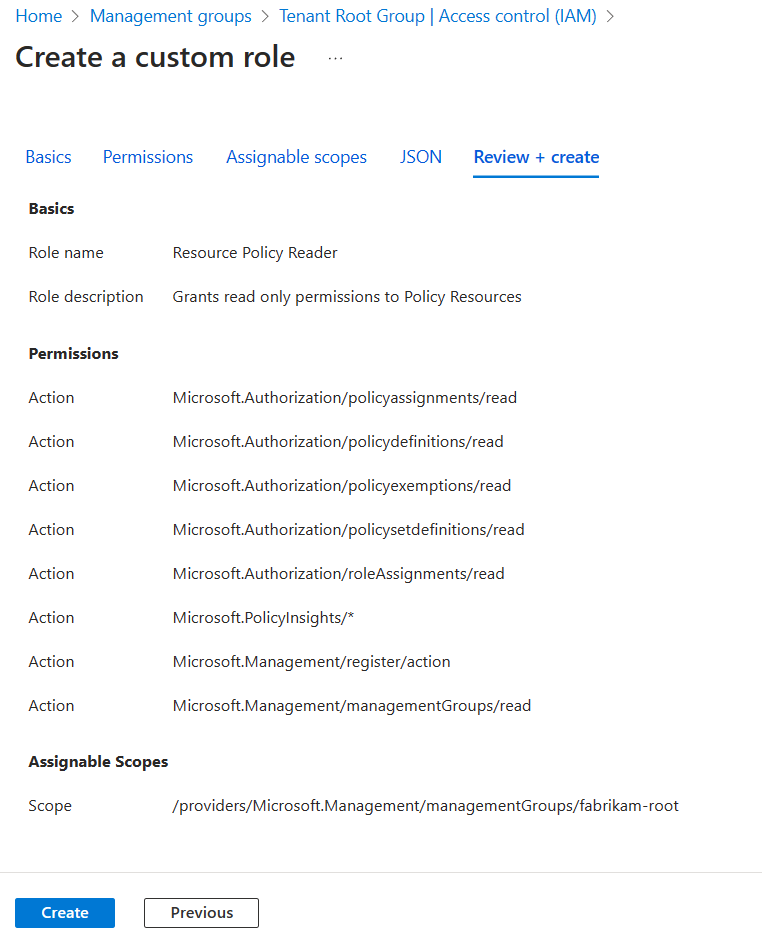 Home > Management groups > Tenant Root Group | Access control (IAM) >
Create a custom role ...
Basics Permissions Assignable scopes JSON Review + create
Basics
Role name Resource Policy Reader
Role description Grants read only permissions to Policy Resources
Permissions
Action Microsoft.Authorization/policyassignments/read
Action Microsoft.Authorization/policydefinitions/read
Action Microsoft.Authorization/policyexemptions/read
Action Microsoft.Authorization/policysetdefinitions/read
Action Microsoft.Authorization/roleAssignments/read
Action Microsoft.PolicyInsights/*
Action Microsoft.Management/register/action
Action Microsoft.Management/managementGroups/read
Assignable Scopes
Scope /providers/Microsoft.Management/managementGroups/fabrikam-root
Create Previous